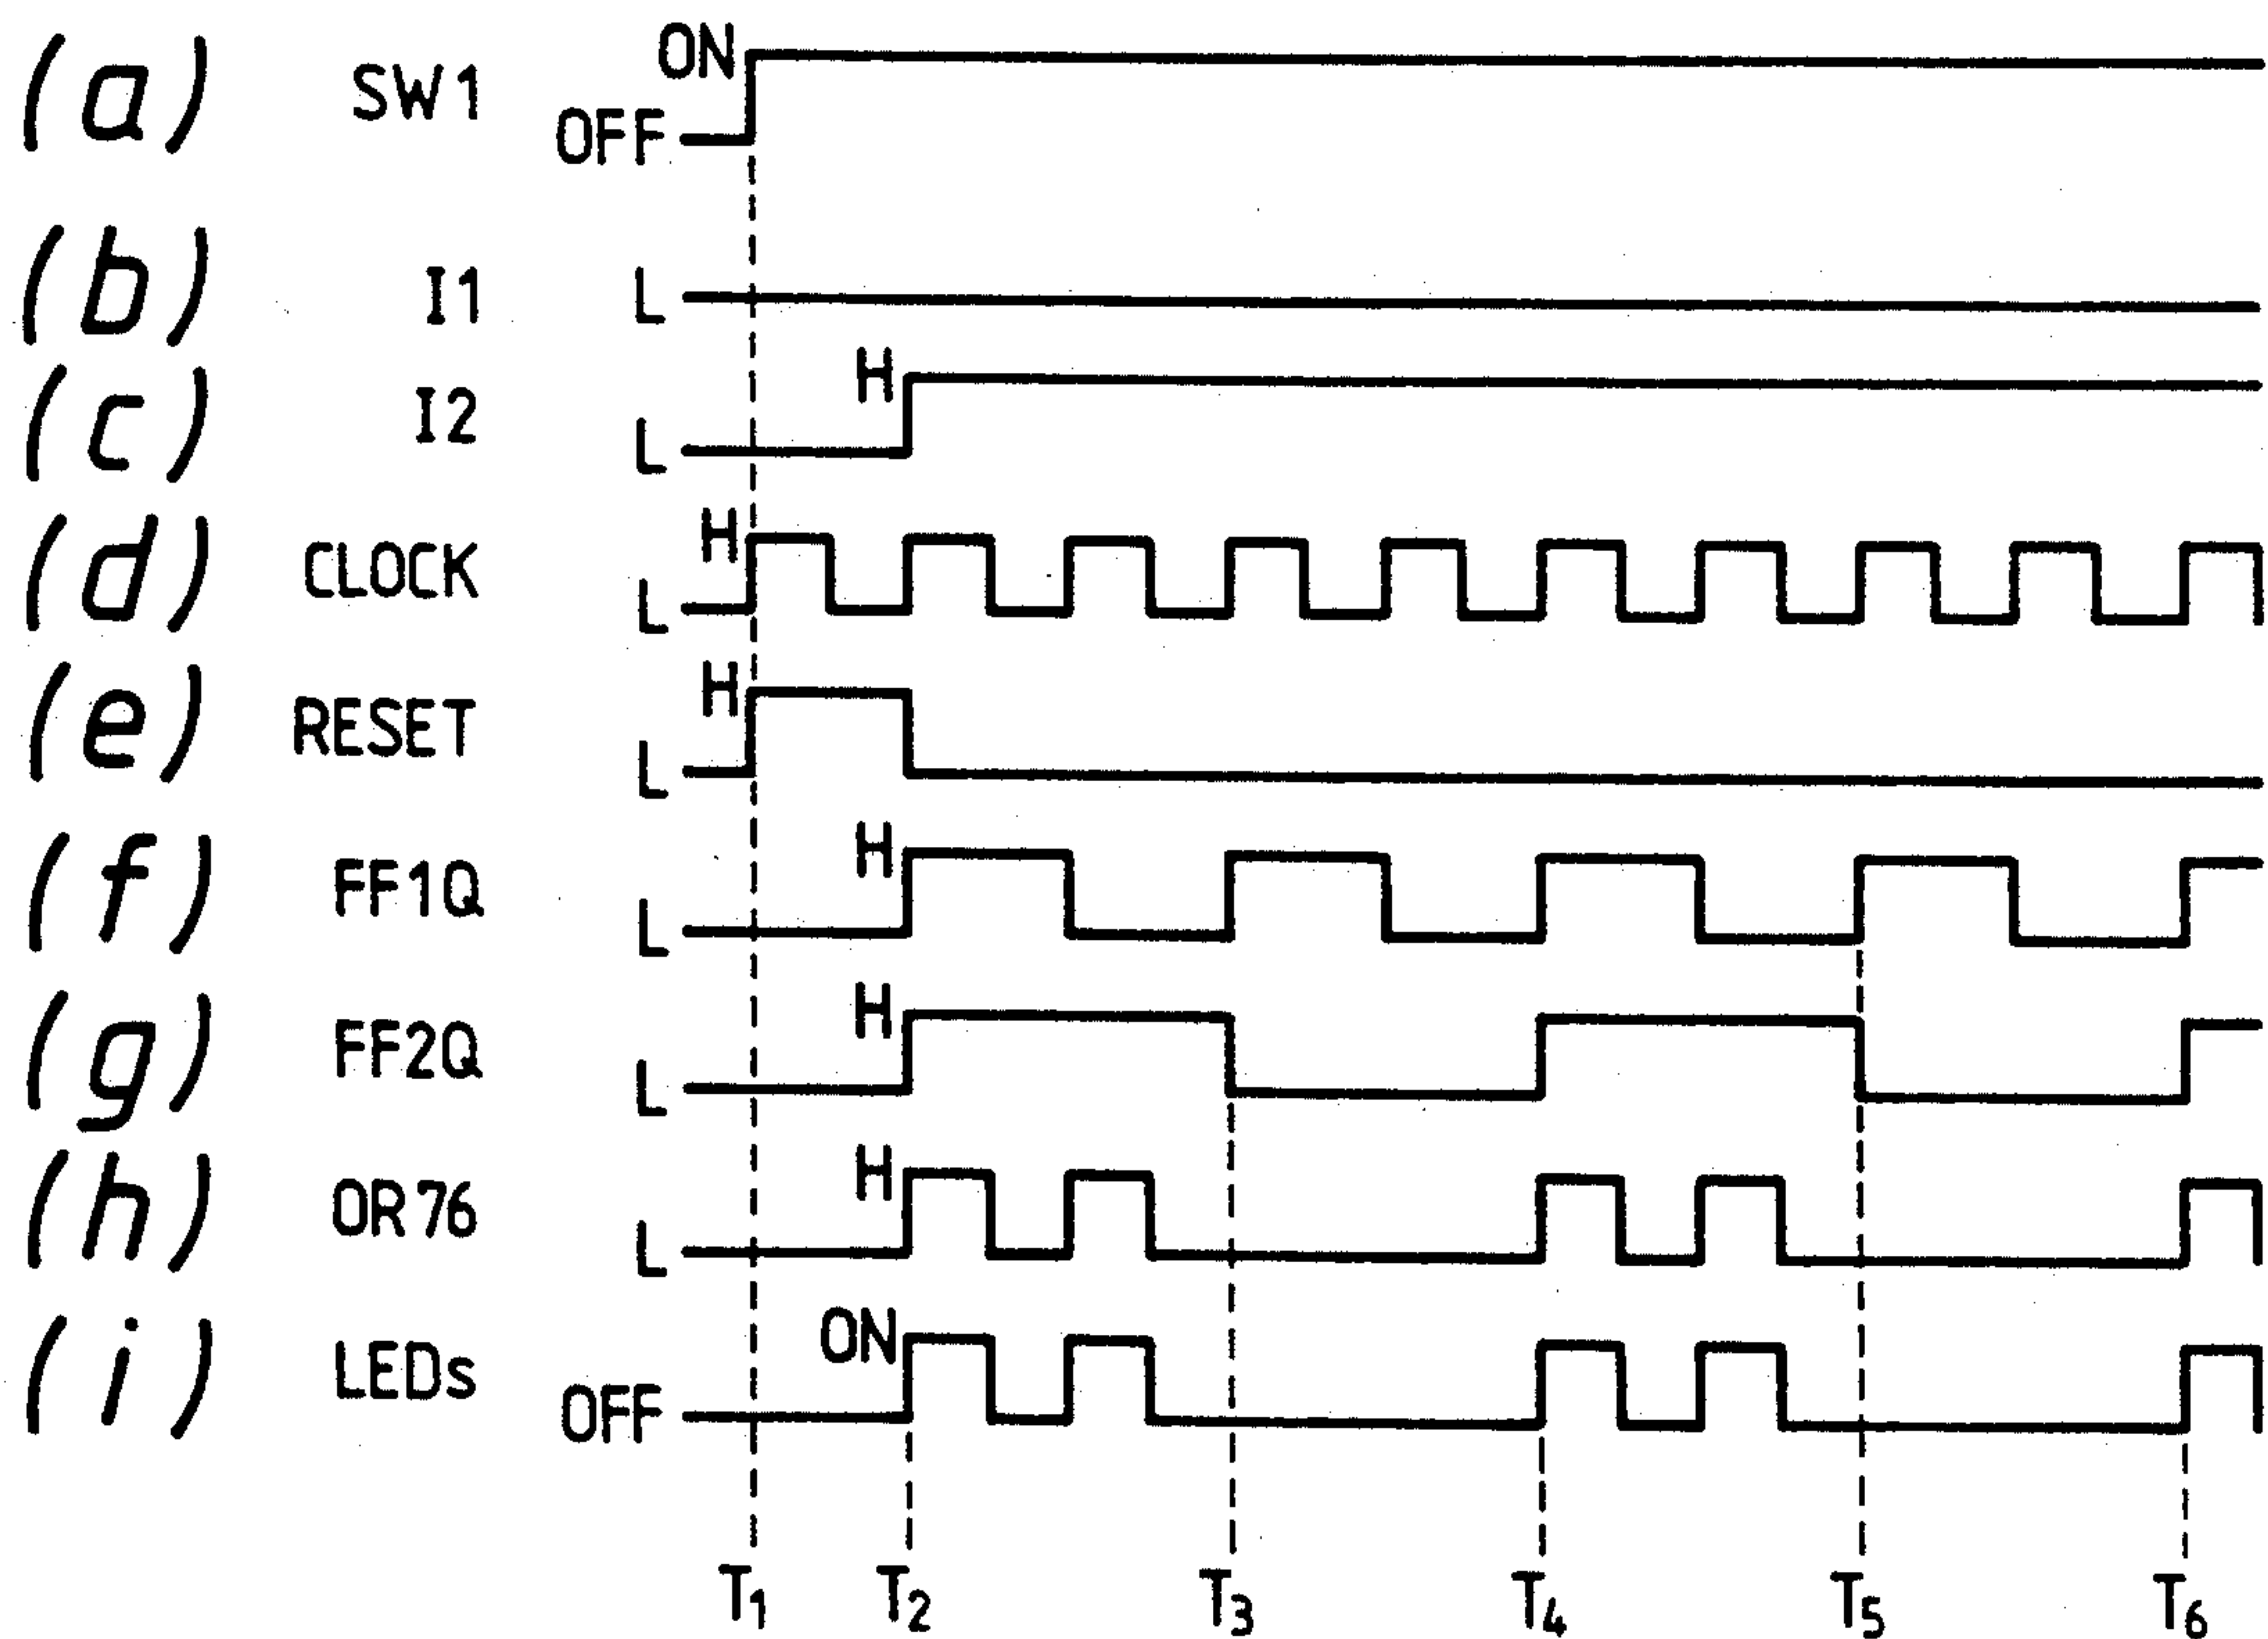 (a) SW1 ON
OFF
(b) I1 L
(c) I2 H
L
(d) CLOCK H
L
(e) RESET H
L
(f) FF1Q H
L
(g) FF2Q H
L
(h) OR76 H
L
(i) LEDs ON
OFF
T1 T2 T3 T4 T5 T6